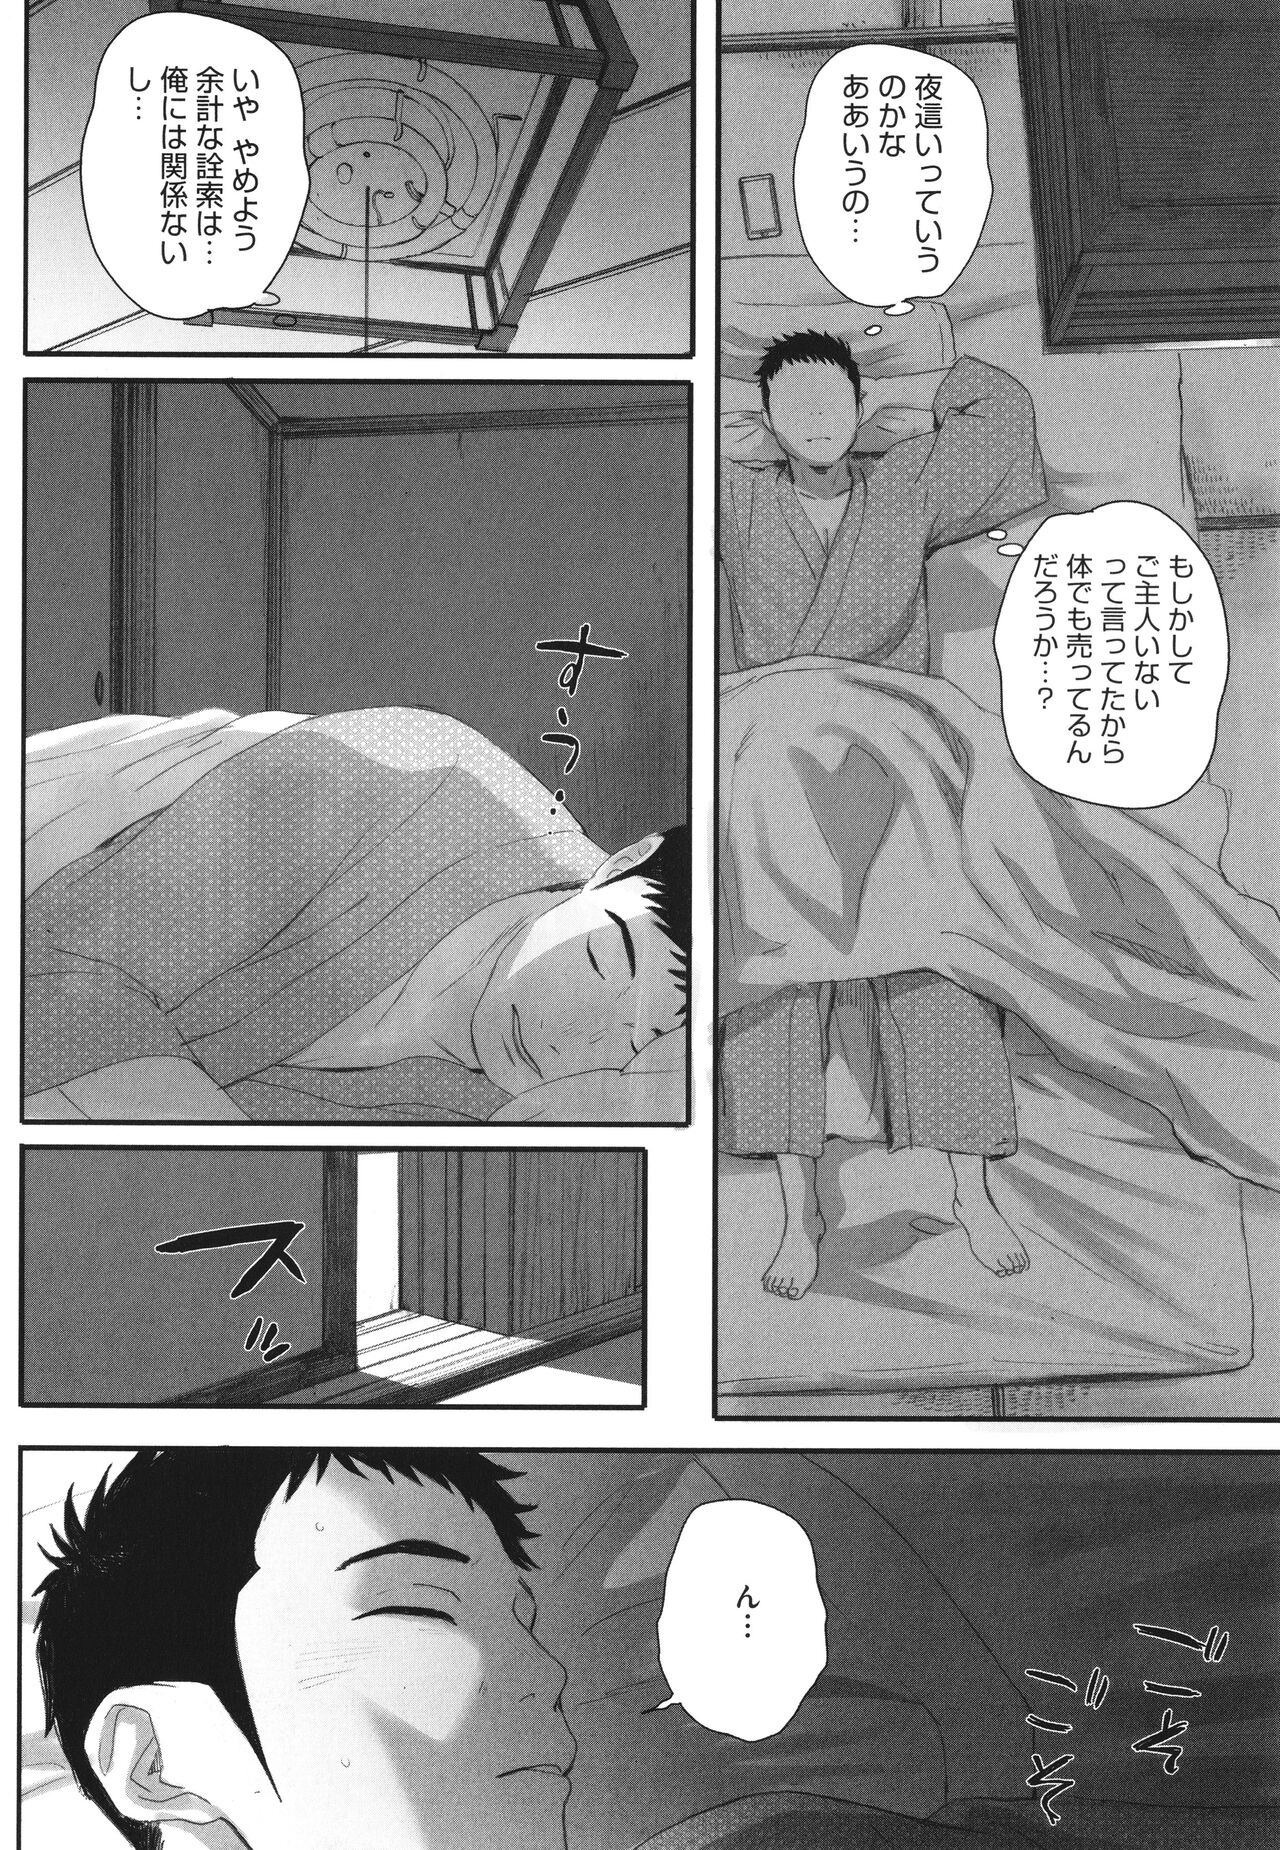 夜這いっていう
のかな
ああいうの…
もしかして
ご主人いない
って言ってたから
体でも売ってるん
だろうか…?
いや やめよう
余計な詮索は…
俺には関係ない
し…
すぅ…
スッ
ん…
ごそごそ